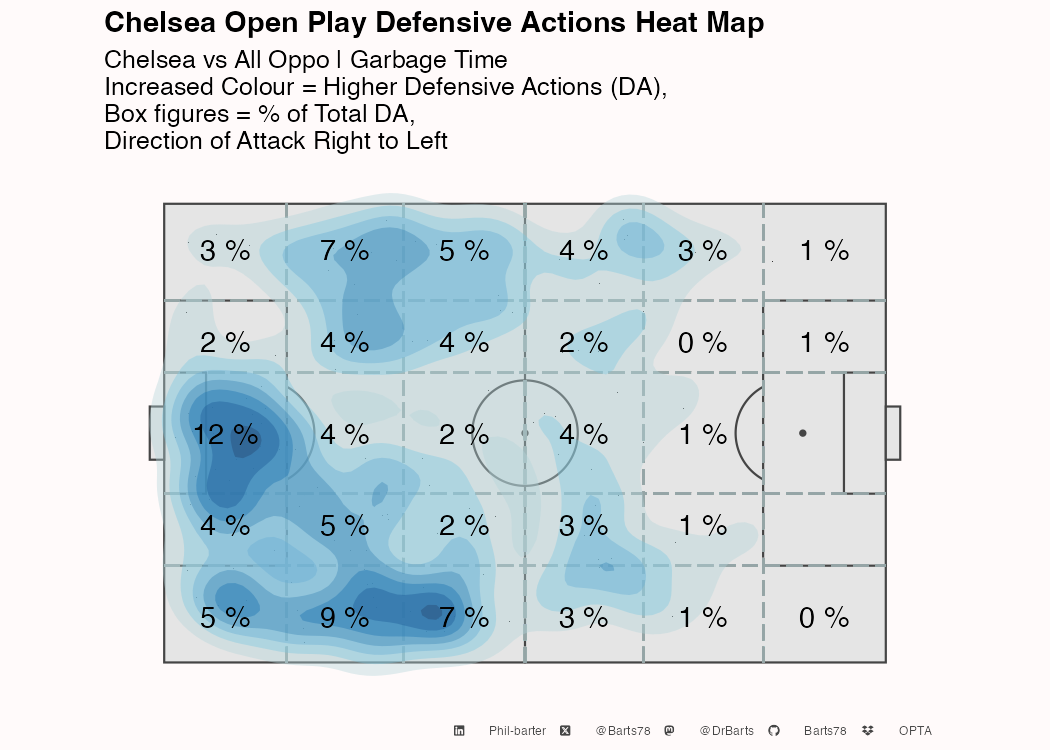 Chelsea Open Play Defensive Actions Heat Map
Chelsea vs All Oppo | Garbage Time
Increased Colour = Higher Defensive Actions (DA),
Box figures = % of Total DA,
Direction of Attack Right to Left
3 % 7 % 5 % 4 % 3 % 1 %
2 % 4 % 4 % 2 % 0 % 1 %
12 % 4 % 2 % 4 % 1 %
4 % 5 % 2 % 3 % 1 %
5 % 9 % 7 % 3 % 1 % 0 %
Phil-barter @Barts78 @DrBarts Barts78 OPTA